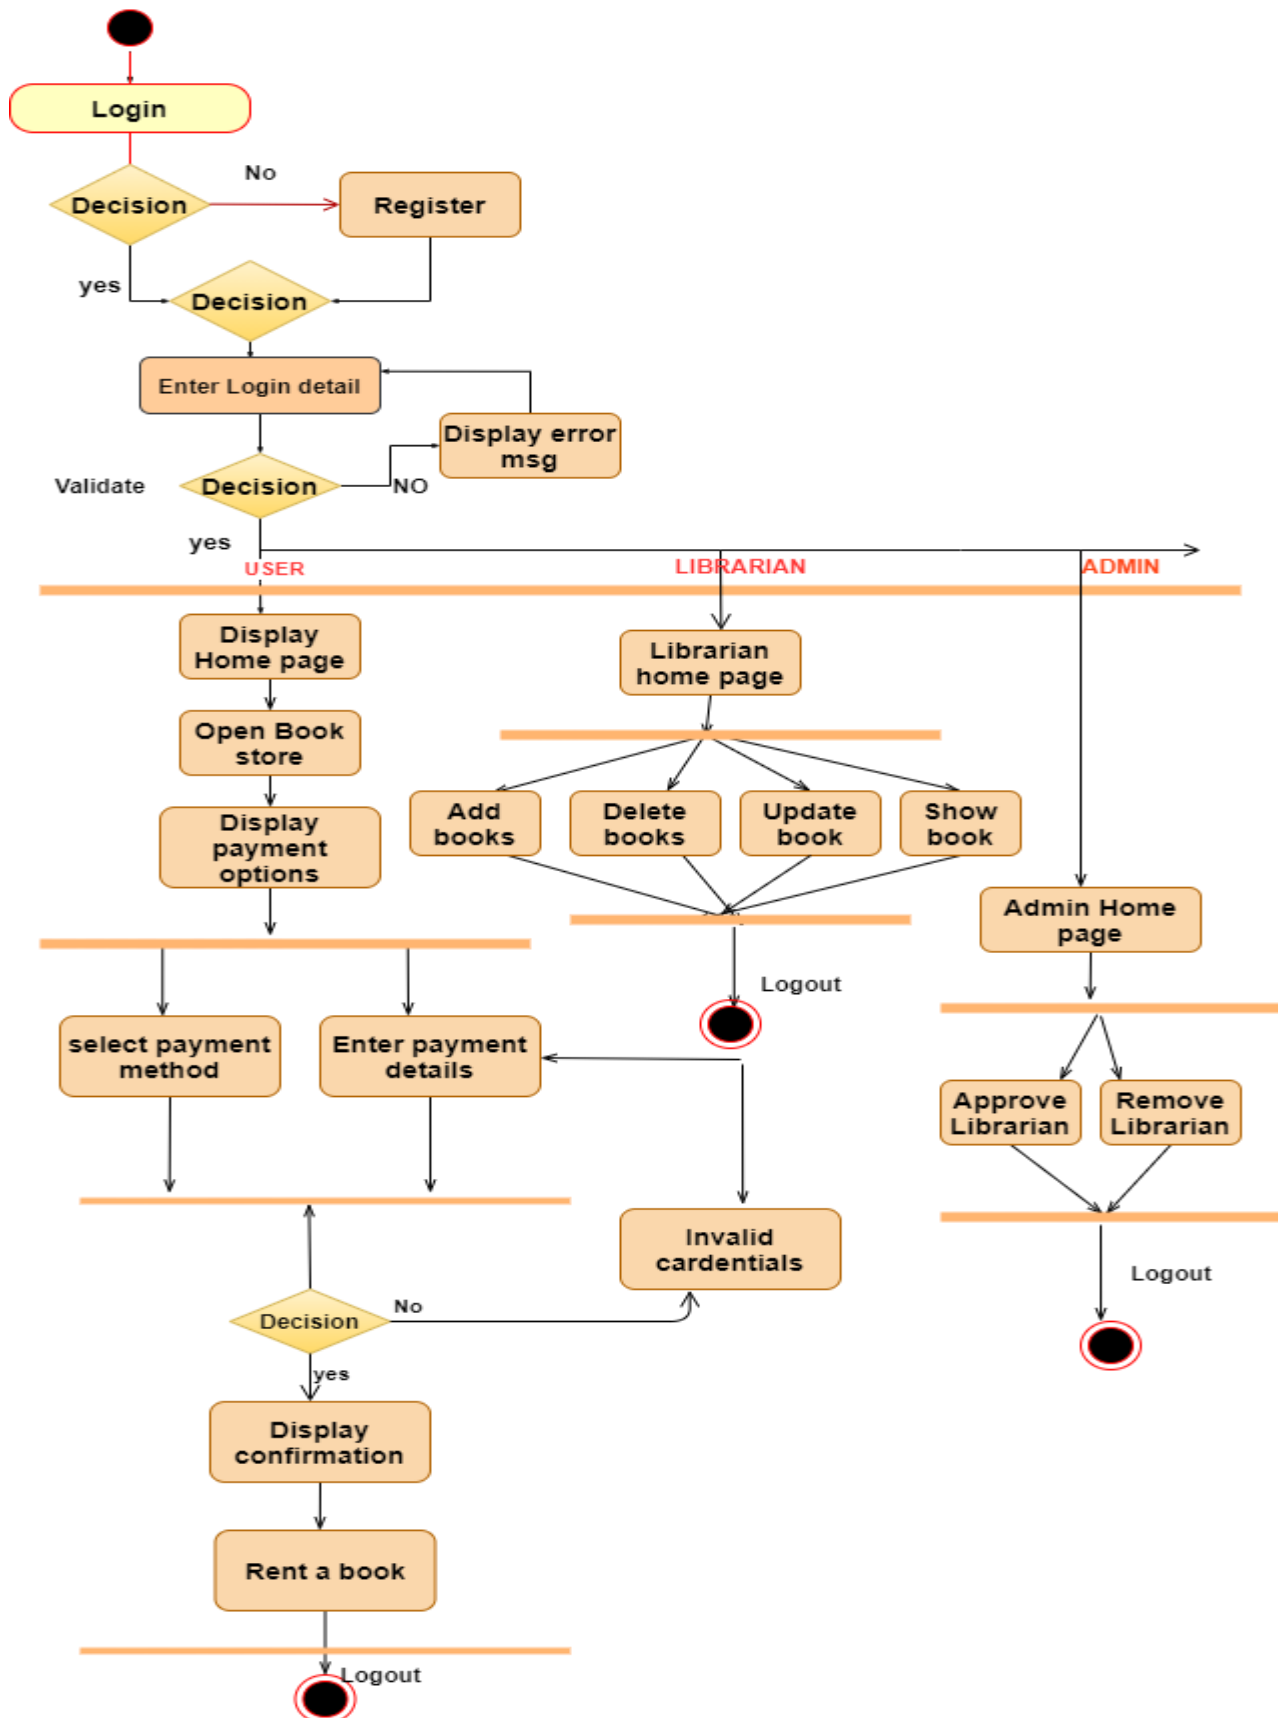 Login
No
Decision
Register
yes
Decision
Enter Login detail
Display error
msg
Validate
Decision
NO
yes
USER
LIBRARIAN
ADMIN
Display
Home page
Librarian
home page
Open Book
store
Add
books
Delete
books
Update
book
Show
book
Display
payment
options
Admin Home
page
Logout
select payment
method
Enter payment
details
Approve
Librarian
Remove
Librarian
Invalid
cardentials
Logout
Decision
No
yes
Display
confirmation
Rent a book
Logout